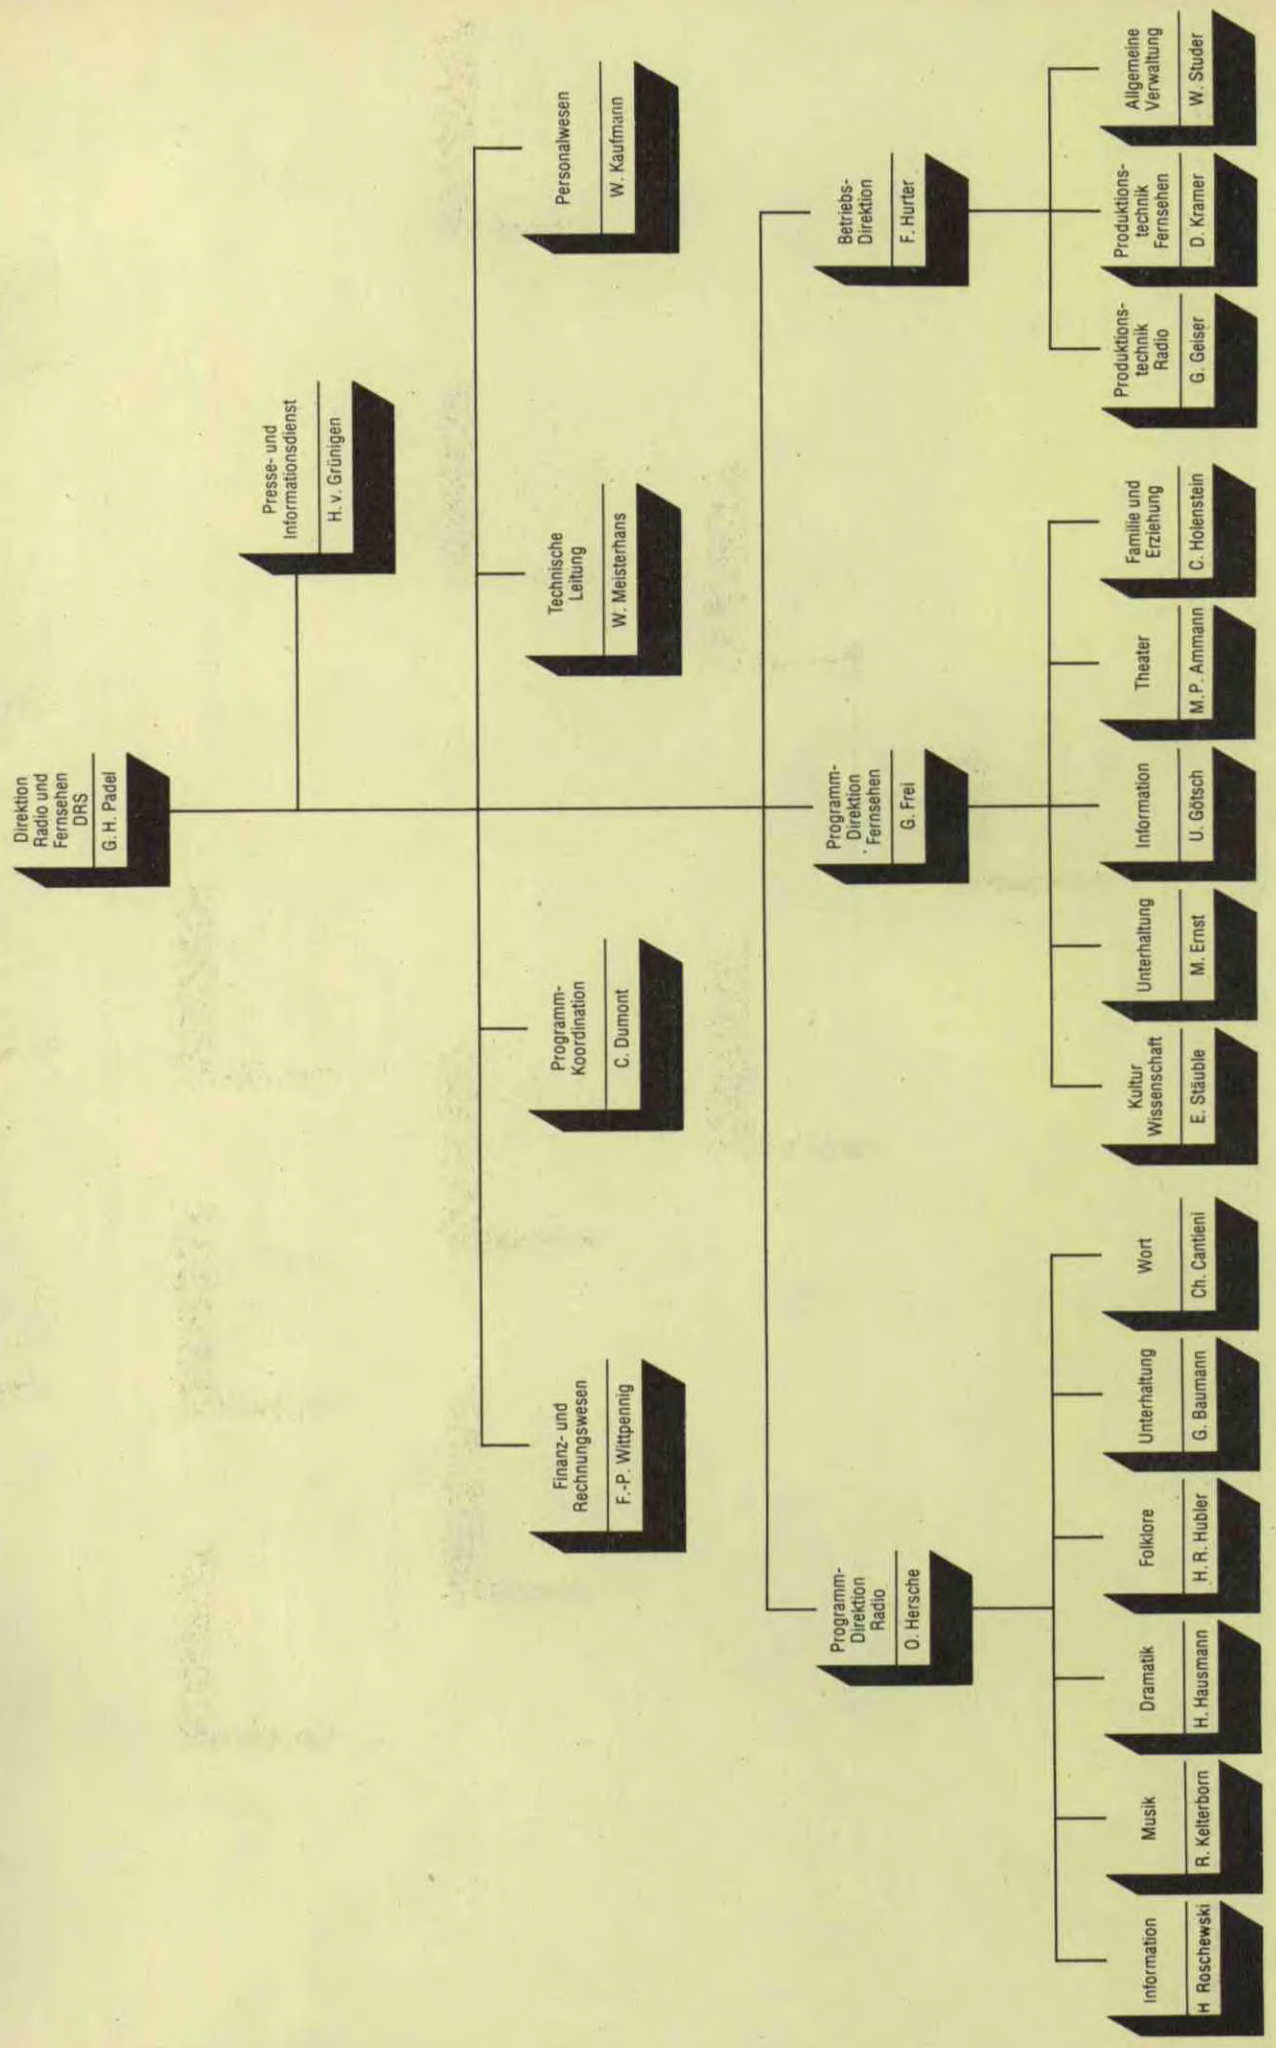 Direktion
Radio und
Fernsehen
DRS
G. H. Padel
Presse- und
Informationsdienst
H. v. Grünigen
Finanz- und
Rechnungswesen
F.-P. Wittpennig
Programm-
Koordination
C. Dumont
Technische
Leitung
W. Meisterhans
Personalwesen
W. Kaufmann
Programm-
Direktion
Radio
O. Hersche
Programm-
Direktion
Fernsehen
G. Frei
Betriebs-
Direktion
F. Hurter
Information
H Roschewski
Musik
R. Kelterborn
Dramatik
H. Hausmann
Folklore
H. R. Hubler
Unterhaltung
G. Baumann
Wort
Ch. Cantieni
Kultur
Wissenschaft
E. Stäuble
Unterhaltung
M. Ernst
Information
U. Götsch
Theater
M.P. Ammann
Familie und
Erziehung
C. Holenstein
Produktions-
technik
Radio
G. Geiser
Produktions-
technik
Fernsehen
D. Kramer
Allgemeine
Verwaltung
W. Studer